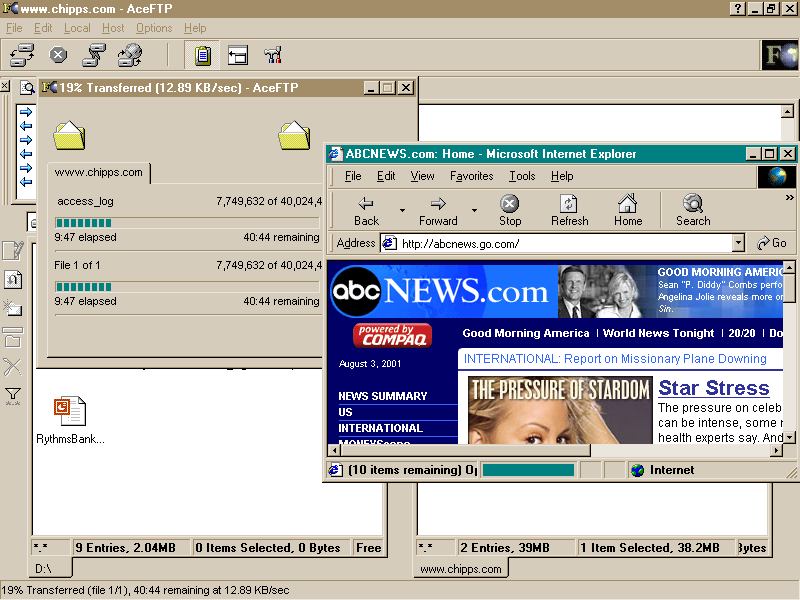 www.chipps.com - AceFTP
File Edit Local Host Options Help
19% Transferred (12.89 KB/sec) - AceFTP
www.chipps.com
access_log 7,749,632 of 40,024,4
9:47 elapsed 40:44 remaining
File 1 of 1 7,749,632 of 40,024,4
9:47 elapsed 40:44 remaining
ABCNEWS.com: Home - Microsoft Internet Explorer
File Edit View Favorites Tools Help
Back Forward Stop Refresh Home Search
Address http://abcnews.go.com/ Go
abcNEWS.com
GOOD MORNING AMERIC
Sean "P. Diddy" Combs perfo
Angelina Jolie reveals more or
Sin.
powered by
COMPAQ
Good Morning America | World News Tonight | 20/20 | Do
August 3, 2001
INTERNATIONAL: Report on Missionary Plane Downing
NEWS SUMMARY
US
INTERNATIONAL
MONEYScope
THE PRESSURE OF STARDOM
Star Stress
The pressure on celeb
can be intense, some
health experts say. And
(10 items remaining) Op Internet
RythmsBank...
*.* 9 Entries, 2.04MB 0 Items Selected, 0 Bytes Free
D:\
*.* 2 Entries, 39MB 1 Item Selected, 38.2MB Bytes
www.chipps.com
19% Transferred (file 1/1), 40:44 remaining at 12.89 KB/sec